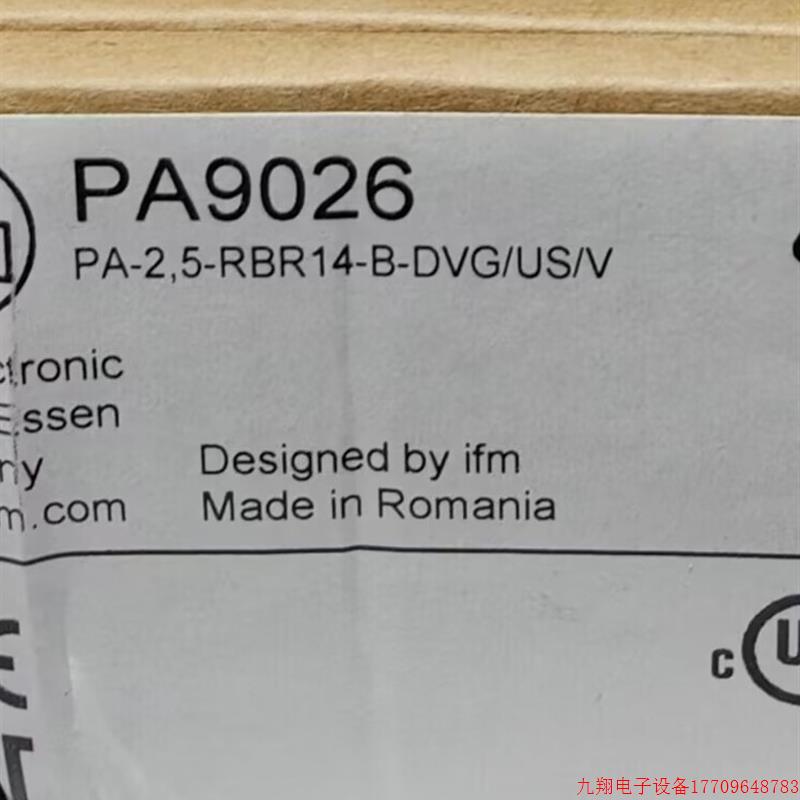 PA9026
PA-2,5-RBR14-B-DVG/US/V
ctronic
Essen
ny
Designed by ifm
m.com
Made in Romania
c
九翔电子设备17709648783